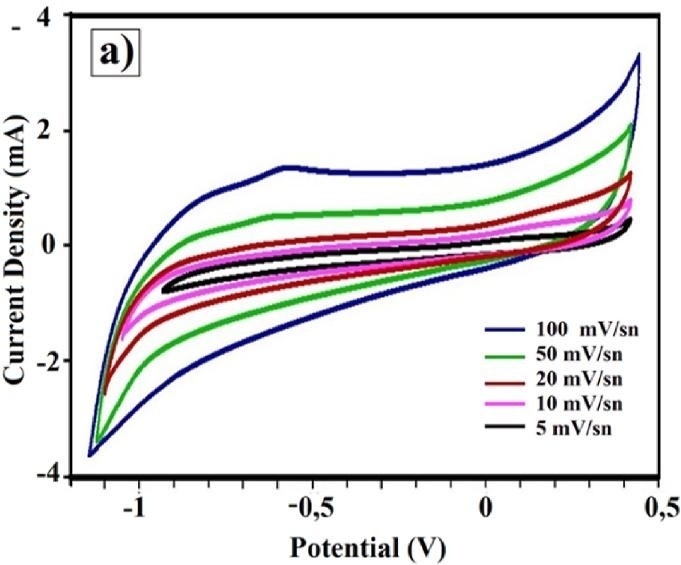 - 4
a)
2
0
-2
-4
Current Density (mA)
100 mV/sn
50 mV/sn
20 mV/sn
10 mV/sn
5 mV/sn
-1
-0,5
0
0,5
Potential (V)